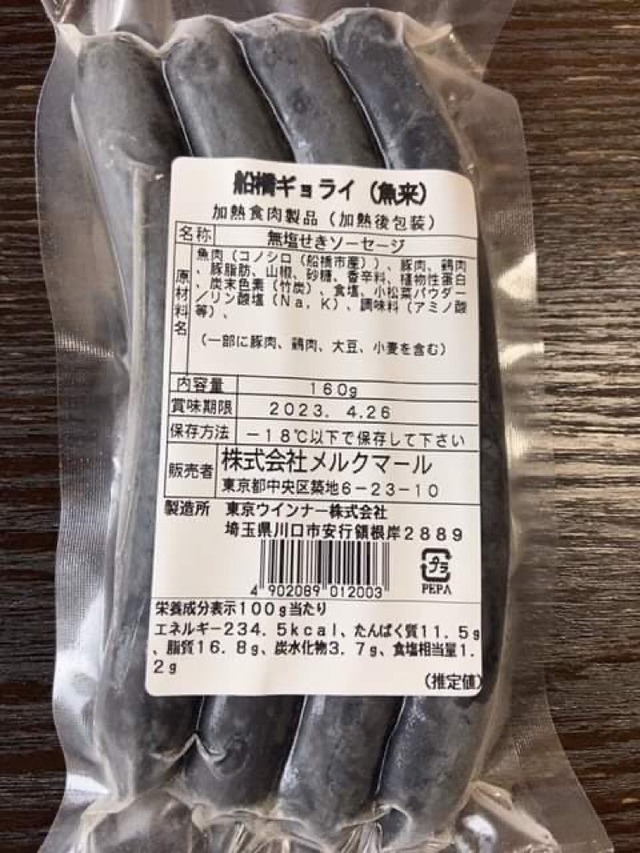 船橋ギョライ（魚来）
加熱食肉製品（加熱後包装）
名称 無塩せきソーセージ
原材料名
魚肉（コノシロ（船橋市産））、豚肉、鶏肉
、豚脂肪、山椒、砂糖、香辛料、植物性蛋白
、炭末色素（竹炭）、食塩、小松菜パウダー
／リン酸塩（Na，K）、調味料（アミノ酸
等）、
（一部に豚肉、鶏肉、大豆、小麦を含む）
内容量 160g
賞味期限 2023. 4.26
保存方法 －18℃以下で保存して下さい
販売者 株式会社メルクマール
東京都中央区築地6－23－10
製造所 東京ウインナー株式会社
埼玉県川口市安行領根岸2889
4 902089 012003
プラ
PEPA
栄養成分表示100g当たり
エネルギー234.5kcal、たんぱく質11.5g
、脂質16.8g、炭水化物3.7g、食塩相当量1.
2g
（推定値）